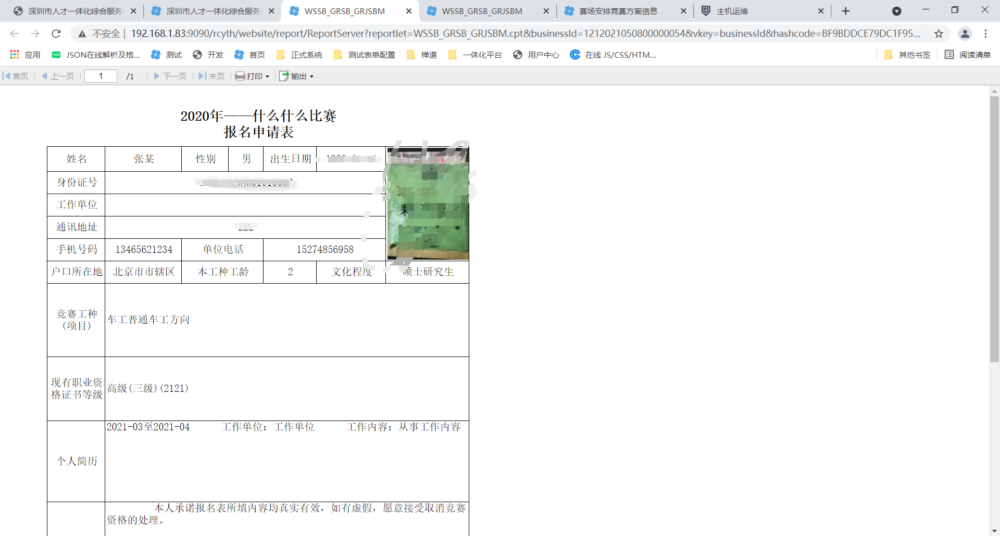 深圳市人才一体化综合服务
深圳市人才一体化综合服务
WSSB_GRSB_GRJSBM
WSSB_GRSB_GRJSBM
赛场安排竞赛方案信息
主机运维
不安全
192.168.1.83:9090/rcyth/website/report/ReportServer?reportlet=WSSB_GRSB_GRJSBM.cpt&businessId=1212021050800000054&vkey=businessId&hashcode=BF9BDDCE79DC1F95...
应用
JSON在线解析及格...
测试
开发
首页
正式系统
测试表单配置
禅道
一体化平台
用户中心
在线 JS/CSS/HTM...
其他书签
阅读清单
首页
上一页
1
/1
下一页
末页
打印
输出
2020年——什么什么比赛
报名申请表
姓名
张某
性别
男
出生日期
身份证号
工作单位
通讯地址
222
手机号码
13465621234
单位电话
15274856958
户口所在地
北京市市辖区
本工种工龄
2
文化程度
硕士研究生
竞赛工种
(项目)
车工普通车工方向
现有职业资
格证书等级
高级(三级)(2121)
个人简历
2021-03至2021-04 工作单位：工作单位 工作内容：从事工作内容
本人承诺报名表所填内容均真实有效，如有虚假，愿意接受取消竞赛
资格的处理。